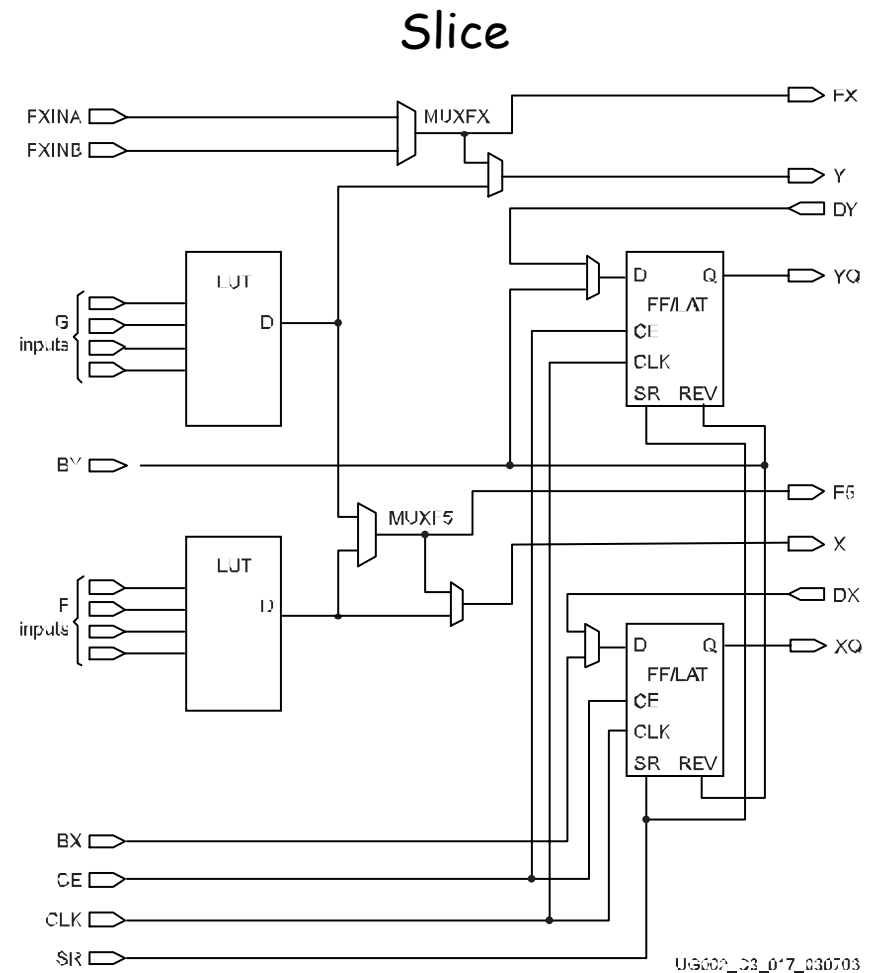 Slice
FXINA
MUXFX
FX
FXINB
Y
DY
LUT
D
D Q
YQ
FF/LAT
G
inputs
CE
CLK
SR REV
BY
F5
MUXF5
X
LUT
D
DX
F
inputs
D Q
XQ
FF/LAT
CE
CLK
SR REV
BX
CE
CLK
SR
UG002_C3_017_030703